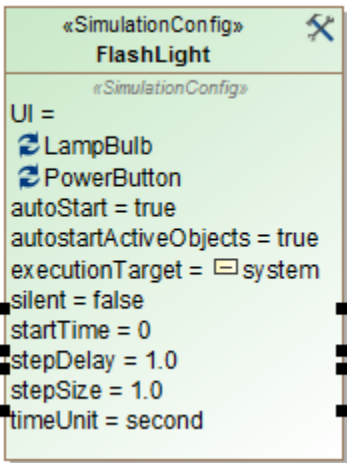 «SimulationConfig»
FlashLight
«SimulationConfig»
UI =
LampBulb
PowerButton
autoStart = true
autostartActiveObjects = true
executionTarget = system
silent = false
startTime = 0
stepDelay = 1.0
stepSize = 1.0
timeUnit = second